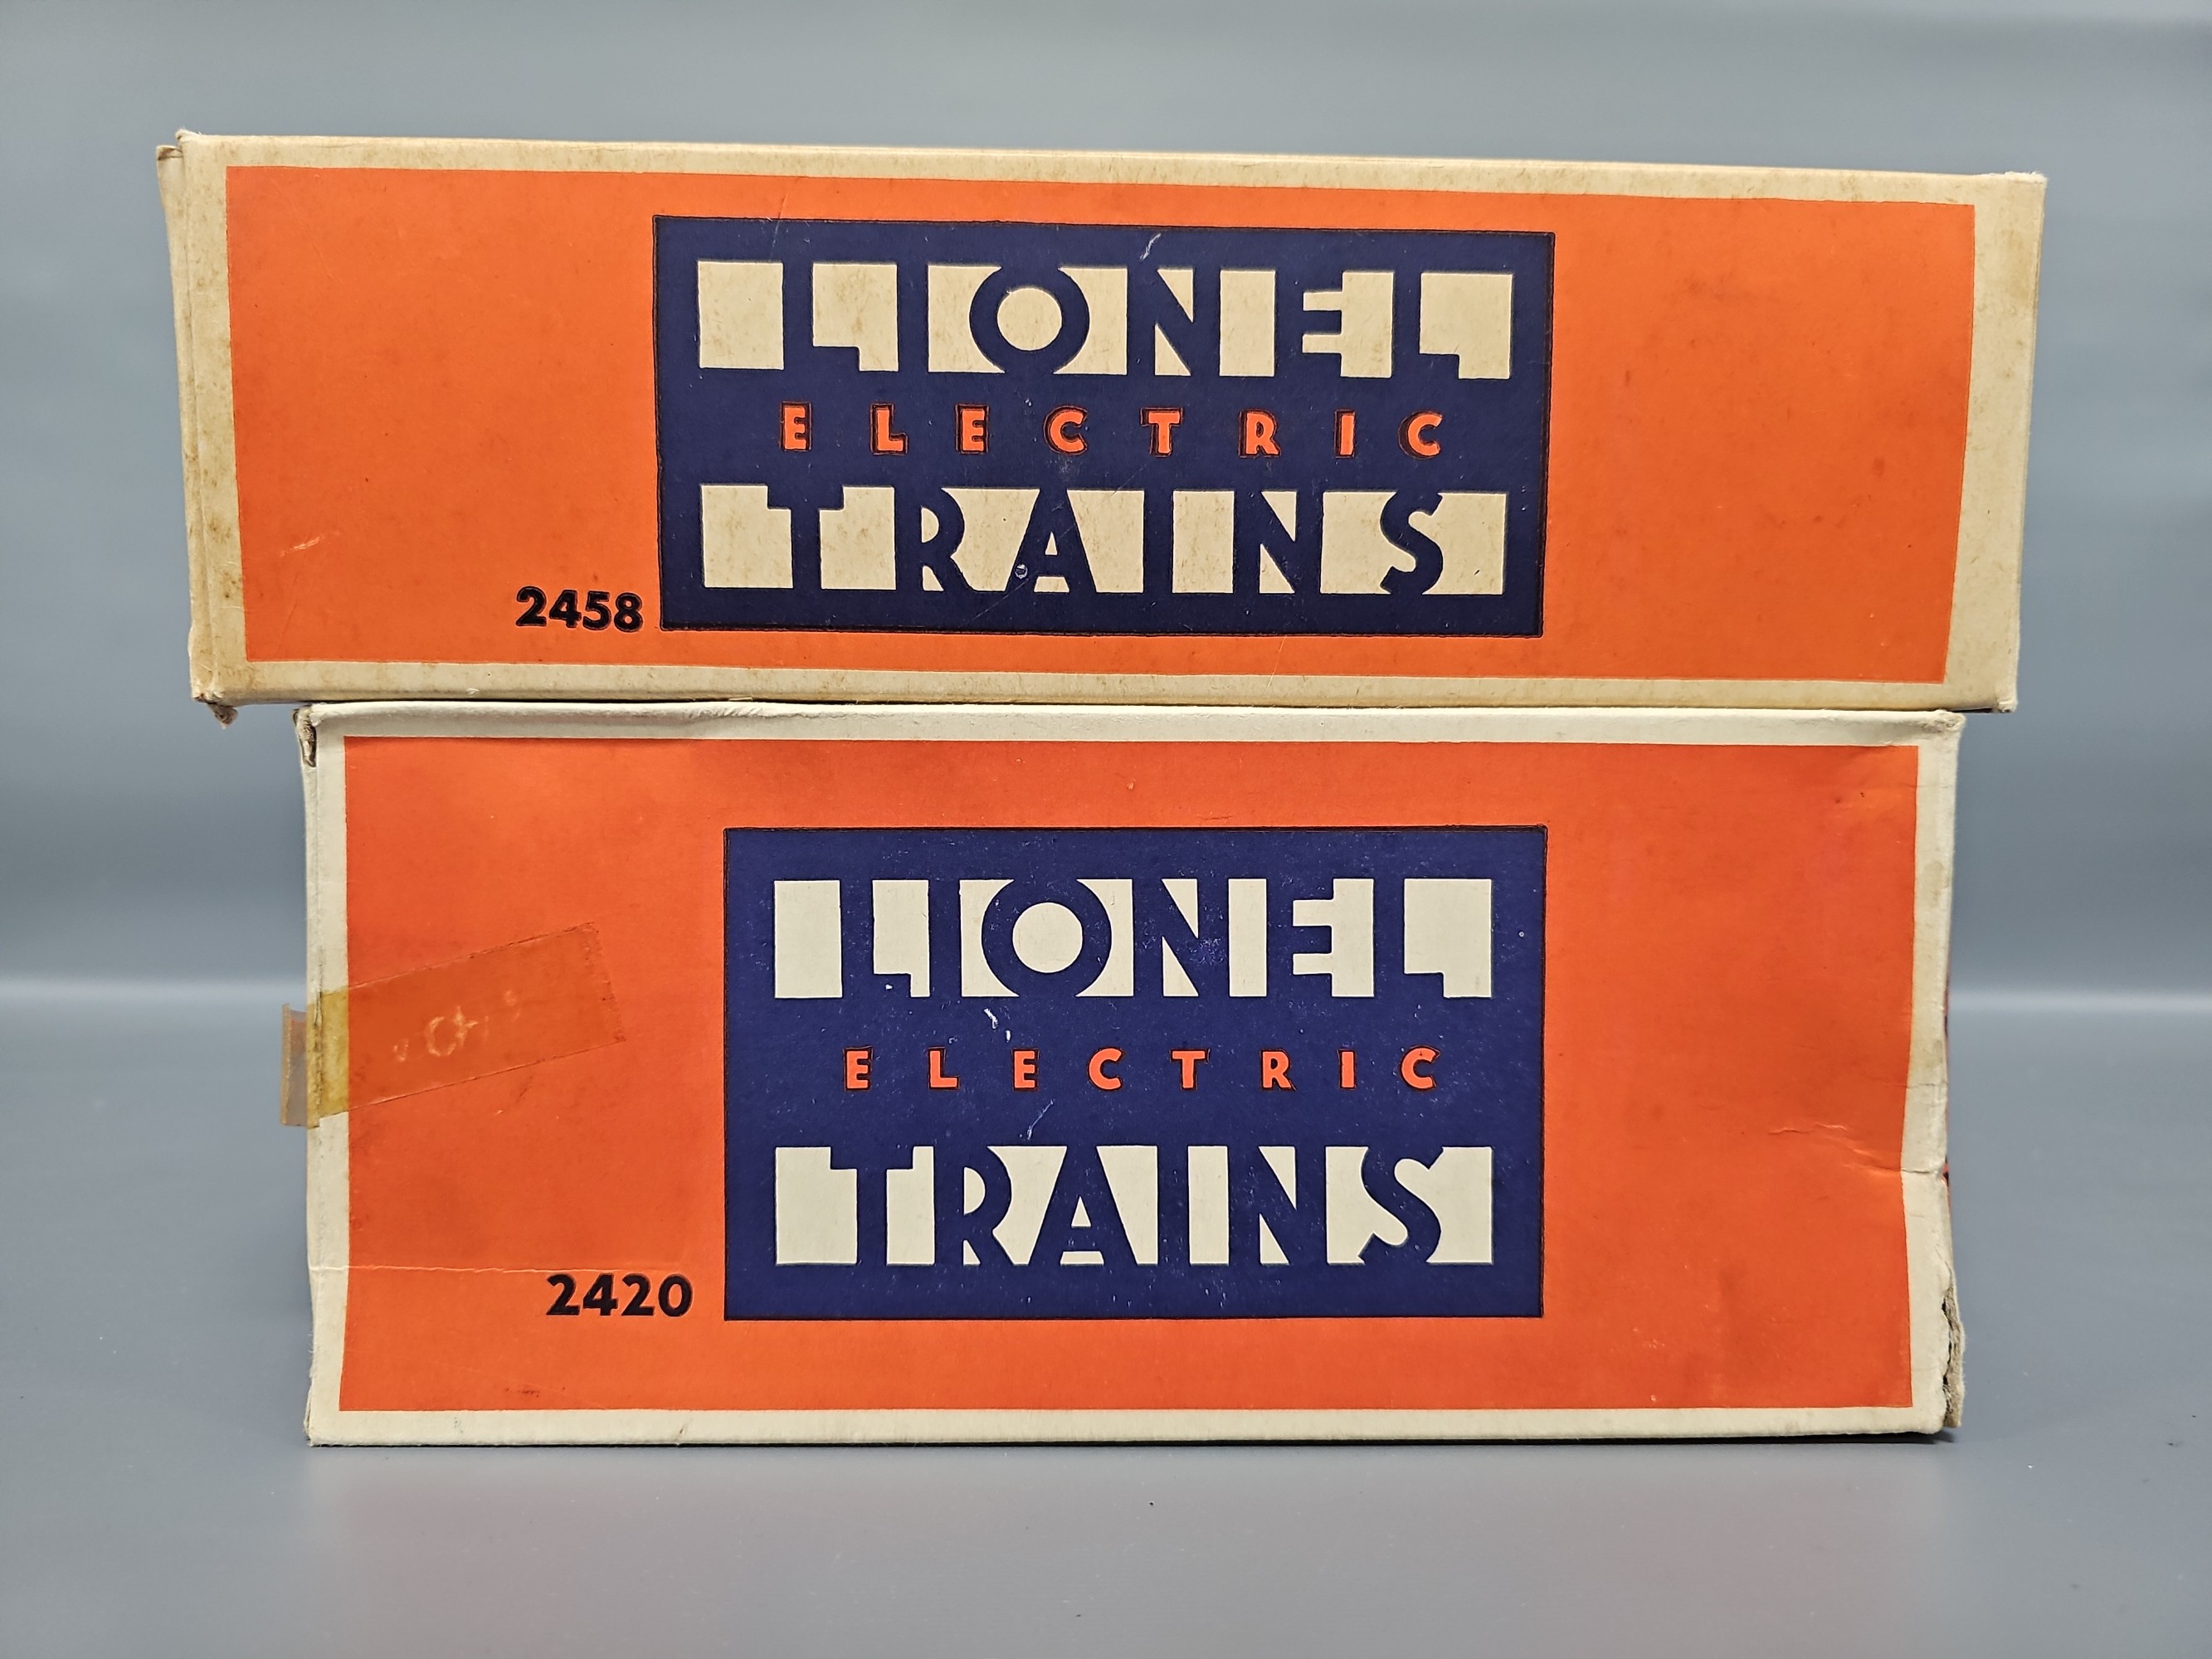 LIONEL
ELECTRIC
TRAINS
2458
LIONEL
ELECTRIC
TRAINS
2420